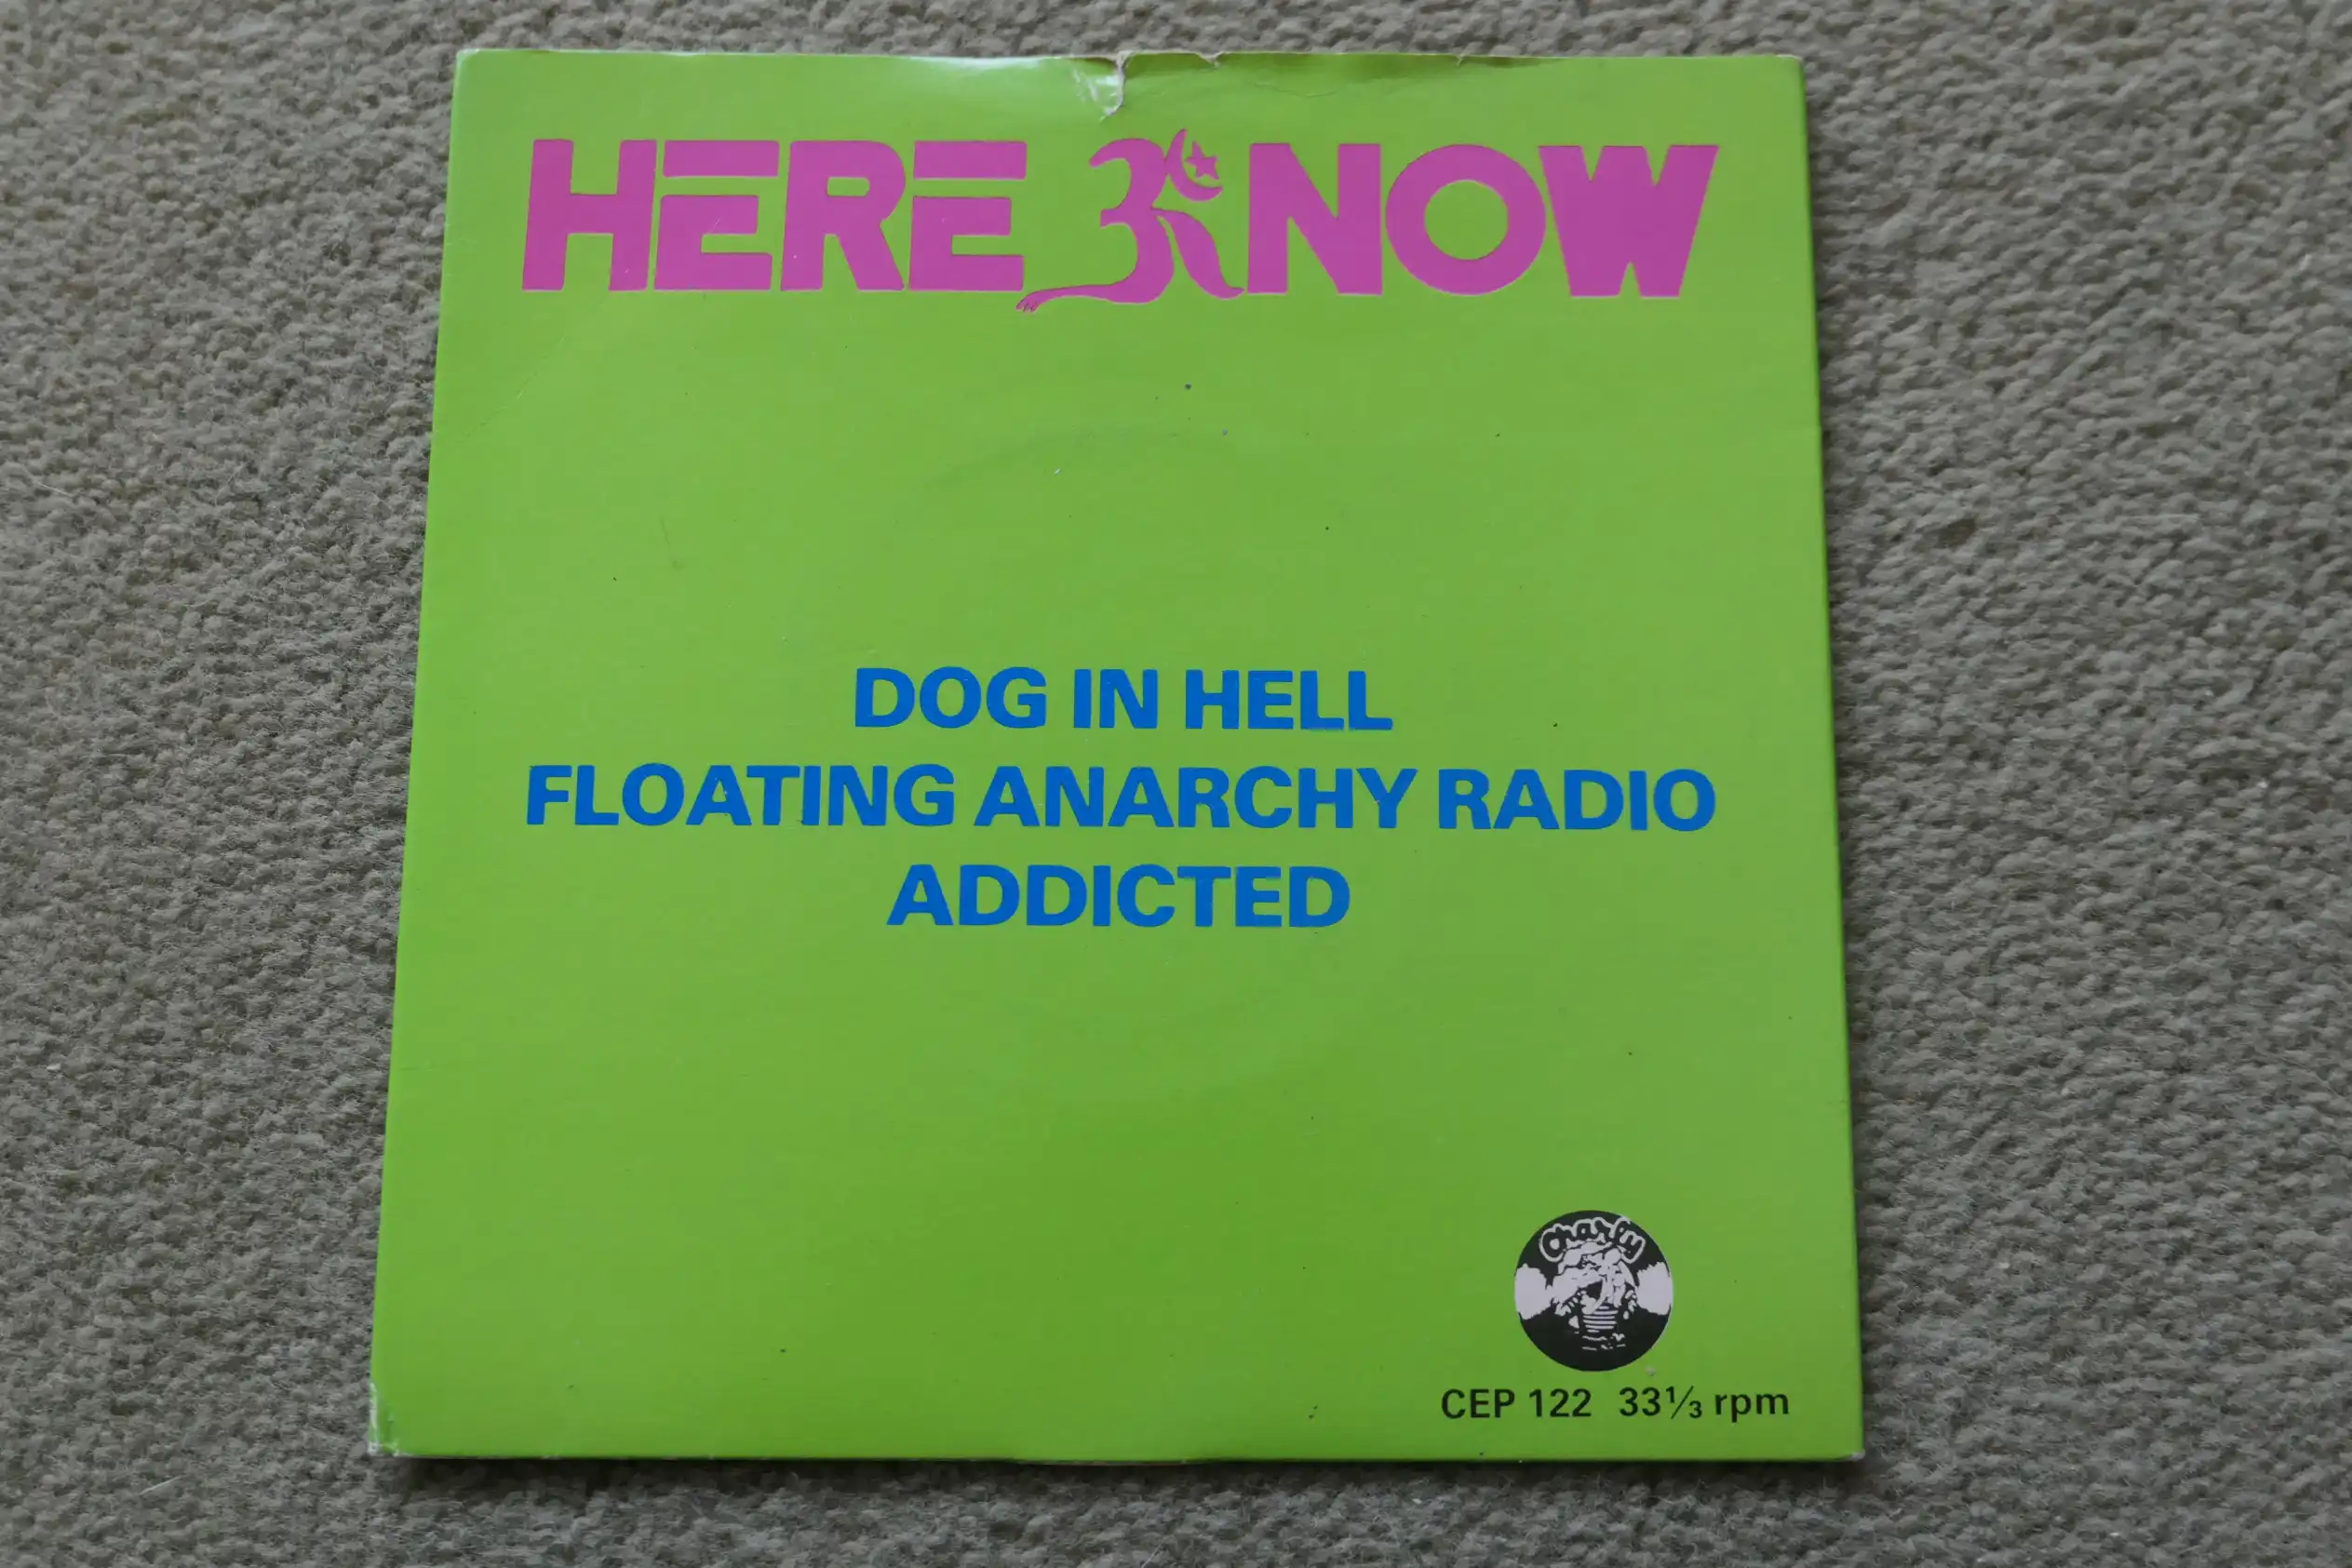 HERE & NOW
DOG IN HELL
FLOATING ANARCHY RADIO
ADDICTED
Charly
CEP 122 33⅓ rpm